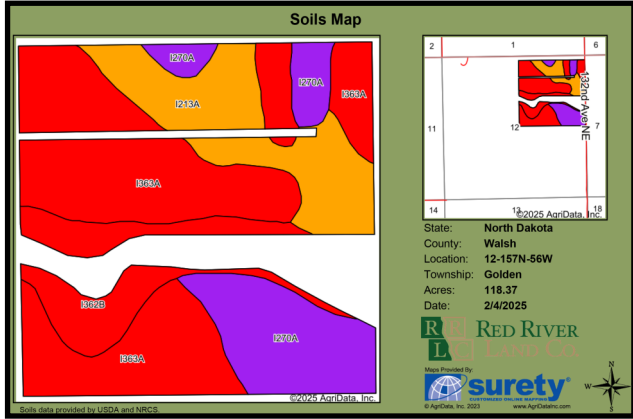 Soils Map
I270A
I270A
I363A
I213A
I363A
I362B
I270A
I363A
©2025 AgriData, Inc.
Soils data provided by USDA and NRCS.
2 1 6
11 12 7
14 13 18
132nd Ave NE
©2025 AgriData, Inc.
State: North Dakota
County: Walsh
Location: 12-157N-56W
Township: Golden
Acres: 118.37
Date: 2/4/2025
RRLC RED RIVER
LAND CO.
Maps Provided By:
surety®
CUSTOMIZED ONLINE MAPPING
© AgriData, Inc. 2023 www.AgriDataInc.com
N
W E
S